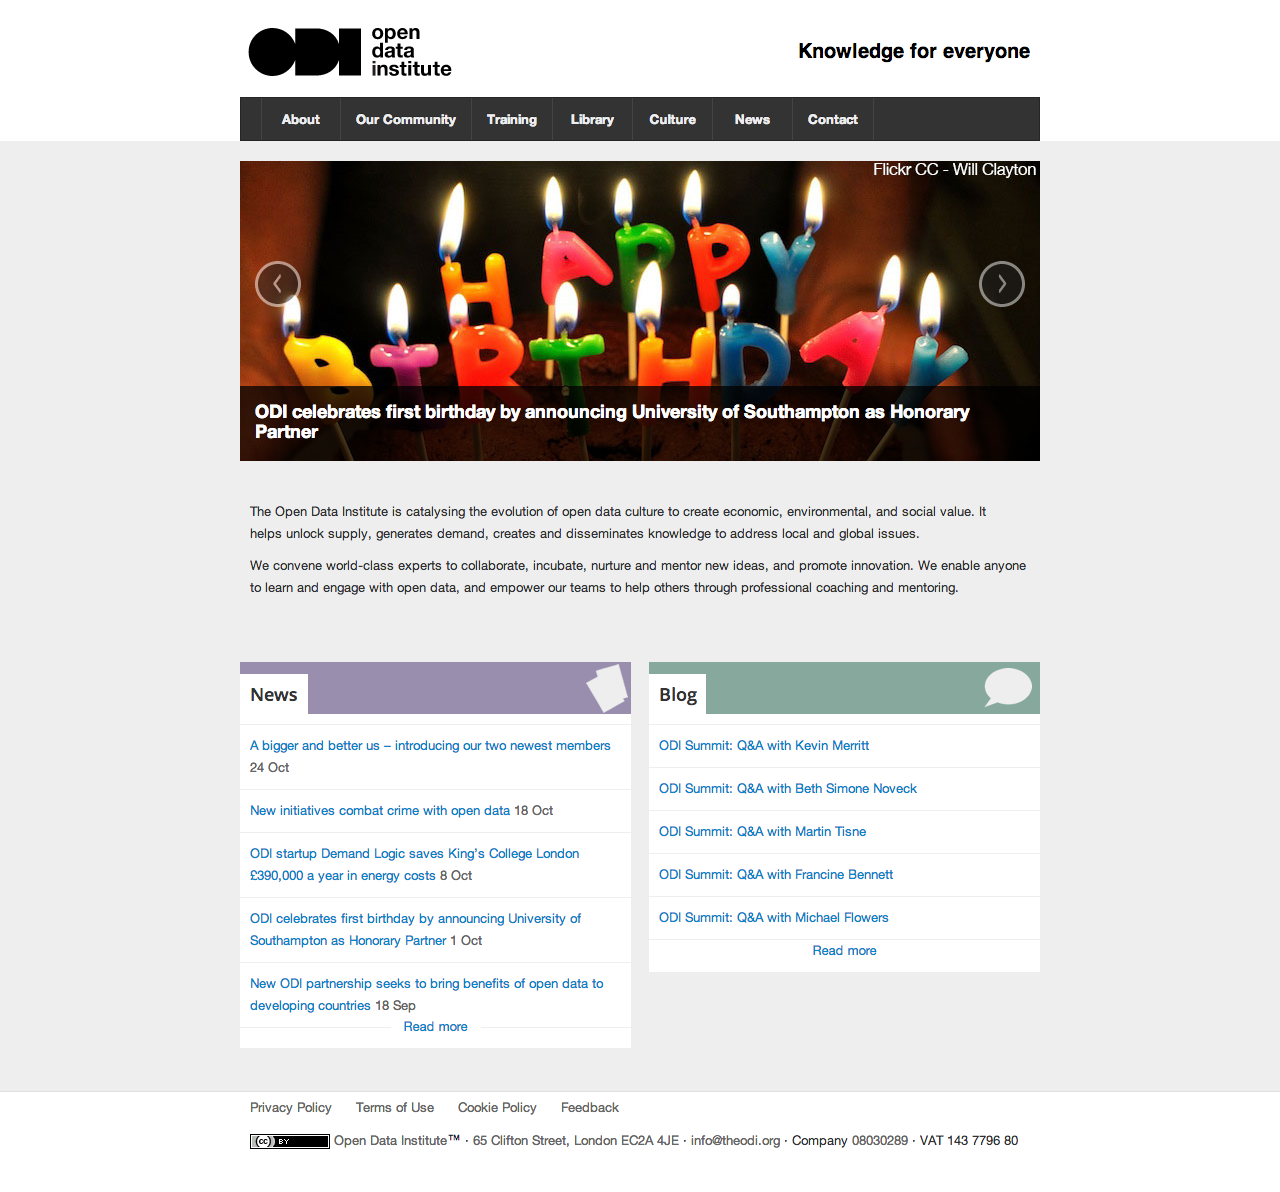 ODI open
data
institute
Knowledge for everyone
About Our Community Training Library Culture News Contact
Flickr CC - Will Clayton
HAPPY
BIRTHDAY
ODI celebrates first birthday by announcing University of Southampton as Honorary
Partner
The Open Data Institute is catalysing the evolution of open data culture to create economic, environmental, and social value. It
helps unlock supply, generates demand, creates and disseminates knowledge to address local and global issues.
We convene world-class experts to collaborate, incubate, nurture and mentor new ideas, and promote innovation. We enable anyone
to learn and engage with open data, and empower our teams to help others through professional coaching and mentoring.
News
A bigger and better us – introducing our two newest members
24 Oct
New initiatives combat crime with open data 18 Oct
ODI startup Demand Logic saves King's College London
£390,000 a year in energy costs 8 Oct
ODI celebrates first birthday by announcing University of
Southampton as Honorary Partner 1 Oct
New ODI partnership seeks to bring benefits of open data to
developing countries 18 Sep
Read more
Blog
ODI Summit: Q&A with Kevin Merritt
ODI Summit: Q&A with Beth Simone Noveck
ODI Summit: Q&A with Martin Tisne
ODI Summit: Q&A with Francine Bennett
ODI Summit: Q&A with Michael Flowers
Read more
Privacy Policy Terms of Use Cookie Policy Feedback
cc BY Open Data Institute™ · 65 Clifton Street, London EC2A 4JE · info@theodi.org · Company 08030289 · VAT 143 7796 80